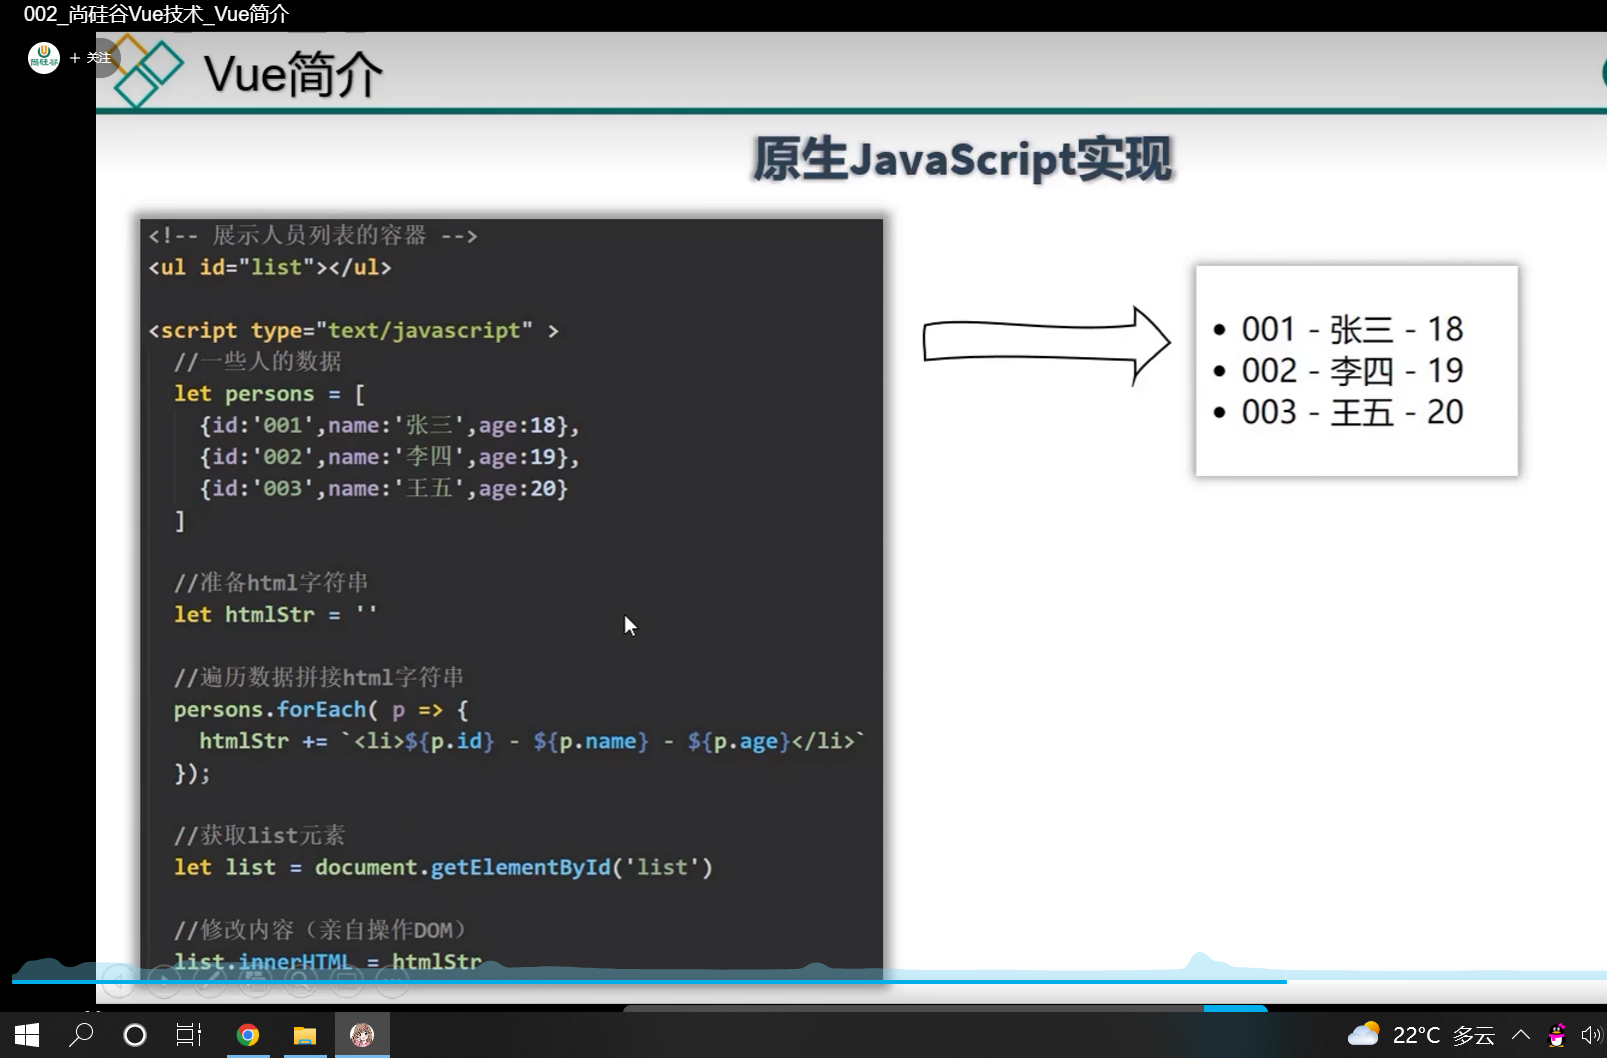 002_尚硅谷Vue技术_Vue简介
尚硅谷
+ 关注
Vue简介
原生JavaScript实现
<!-- 展示人员列表的容器 -->
<ul id="list"></ul>
<script type="text/javascript" >
//一些人的数据
let persons = [
{id:'001',name:'张三',age:18},
{id:'002',name:'李四',age:19},
{id:'003',name:'王五',age:20}
]
//准备html字符串
let htmlStr = ''
//遍历数据拼接html字符串
persons.forEach( p => {
htmlStr += `<li>${p.id} - ${p.name} - ${p.age}</li>`
});
//获取list元素
let list = document.getElementById('list')
//修改内容（亲自操作DOM）
list.innerHTML = htmlStr
• 001 - 张三 - 18
• 002 - 李四 - 19
• 003 - 王五 - 20
22°C 多云